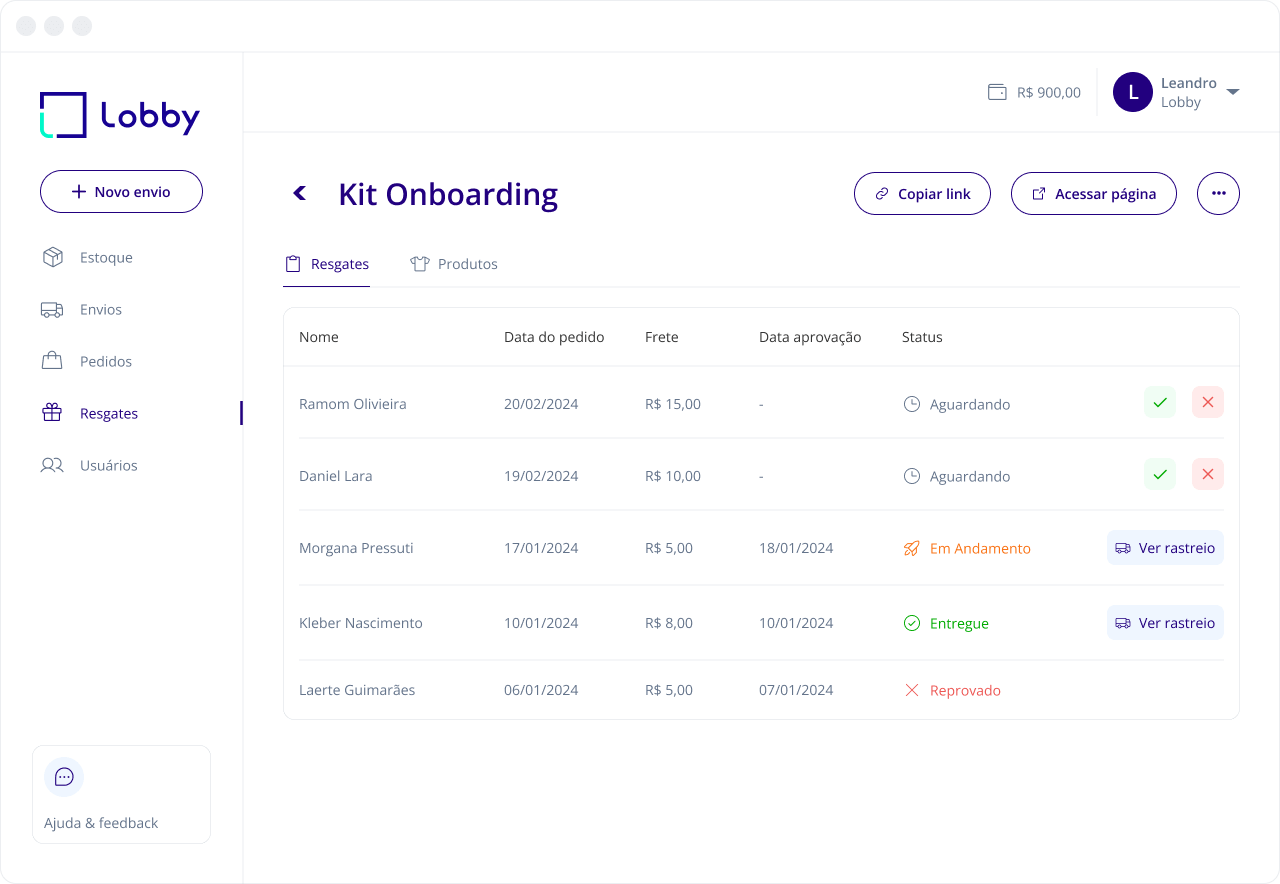 Lobby
R$ 900,00
L
Leandro
Lobby
Novo envio
Estoque
Envios
Pedidos
Resgates
Usuários
Ajuda & feedback
Kit Onboarding
Copiar link
Acessar página
Resgates
Produtos
Nome Data do pedido Frete Data aprovação Status
Ramom Olivieira 20/02/2024 R$ 15,00 - Aguardando
Daniel Lara 19/02/2024 R$ 10,00 - Aguardando
Morgana Pressuti 17/01/2024 R$ 5,00 18/01/2024 Em Andamento Ver rastreio
Kleber Nascimento 10/01/2024 R$ 8,00 10/01/2024 Entregue Ver rastreio
Laerte Guimarães 06/01/2024 R$ 5,00 07/01/2024 Reprovado